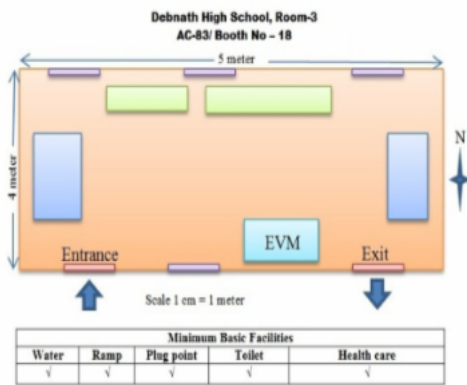 Debnath High School, Room-3
AC-83/ Booth No – 18
5 meter
4 meter
N
EVM
Entrance
Exit
Scale 1 cm = 1 meter
Minimum Basic Facilities
Water Ramp Plug point Toilet Health care
√ √ √ √ √